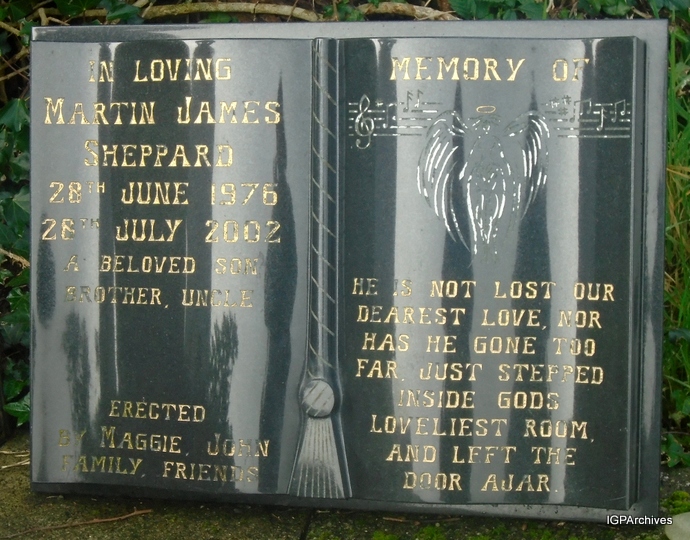 IN LOVING
MARTIN JAMES
SHEPPARD
28TH JUNE 1976
28TH JULY 2002
A BELOVED SON
BROTHER, UNCLE
ERECTED
BY MAGGIE, JOHN
FAMILY, FRIENDS
MEMORY OF
HE IS NOT LOST OUR
DEAREST LOVE, NOR
HAS HE GONE TOO
FAR, JUST STEPPED
INSIDE GODS
LOVELIEST ROOM,
AND LEFT THE
DOOR AJAR.
IGPArchives